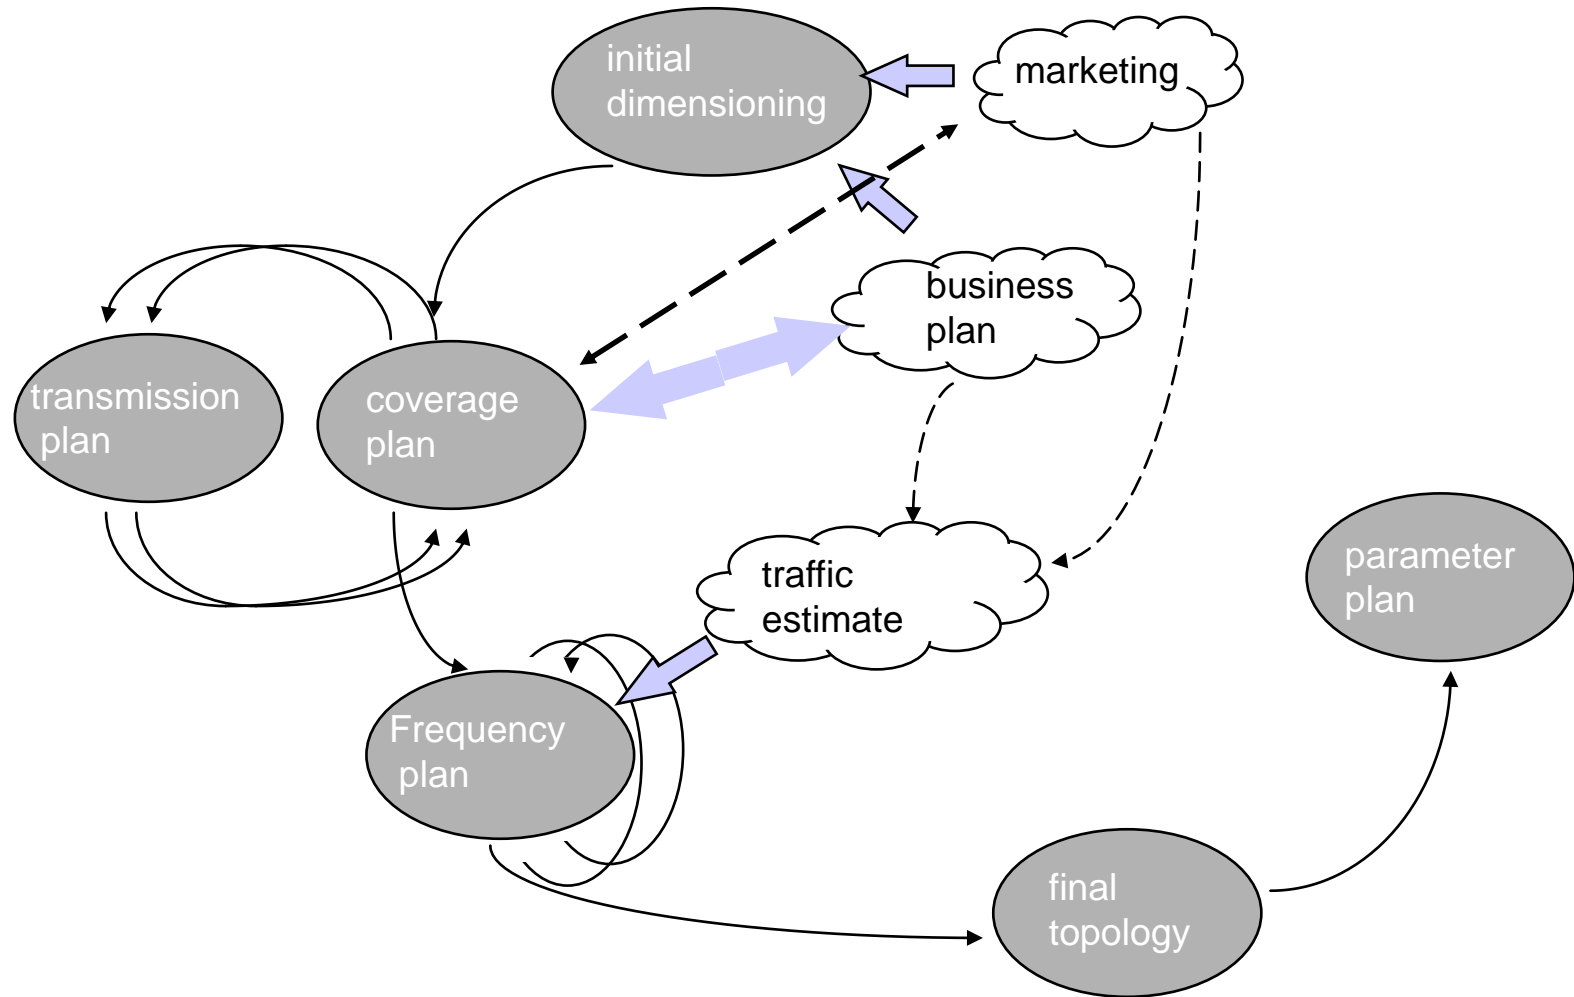 initial
dimensioning
marketing
business
plan
transmission
plan
coverage
plan
traffic
estimate
parameter
plan
Frequency
plan
final
topology